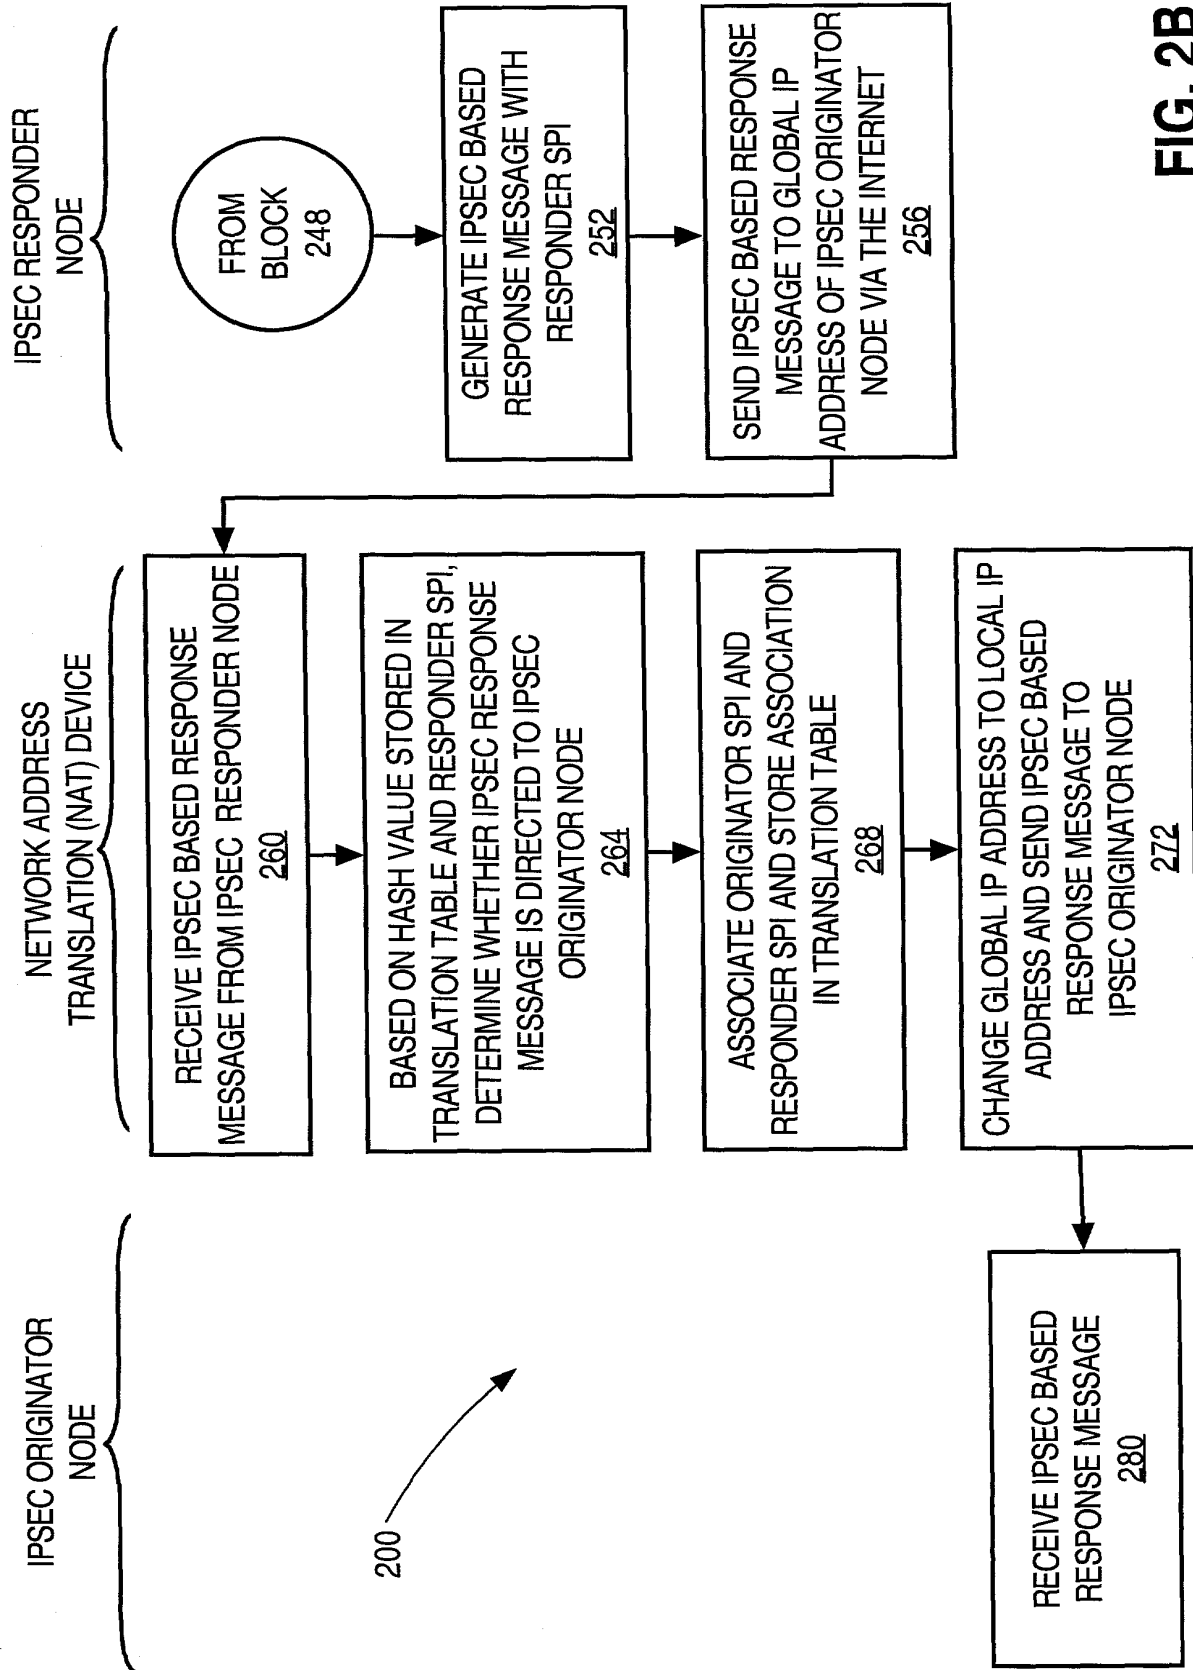 IPSEC ORIGINATOR
NODE
NETWORK ADDRESS
TRANSLATION (NAT) DEVICE
IPSEC RESPONDER
NODE
FROM
BLOCK
248
GENERATE IPSEC BASED
RESPONSE MESSAGE WITH
RESPONDER SPI
252
SEND IPSEC BASED RESPONSE
MESSAGE TO GLOBAL IP
ADDRESS OF IPSEC ORIGINATOR
NODE VIA THE INTERNET
256
RECEIVE IPSEC BASED RESPONSE
MESSAGE FROM IPSEC RESPONDER NODE
260
BASED ON HASH VALUE STORED IN
TRANSLATION TABLE AND RESPONDER SPI,
DETERMINE WHETHER IPSEC RESPONSE
MESSAGE IS DIRECTED TO IPSEC
ORIGINATOR NODE
264
ASSOCIATE ORIGINATOR SPI AND
RESPONDER SPI AND STORE ASSOCIATION
IN TRANSLATION TABLE
268
CHANGE GLOBAL IP ADDRESS TO LOCAL IP
ADDRESS AND SEND IPSEC BASED
RESPONSE MESSAGE TO
IPSEC ORIGINATOR NODE
272
200
RECEIVE IPSEC BASED
RESPONSE MESSAGE
280
FIG. 2B